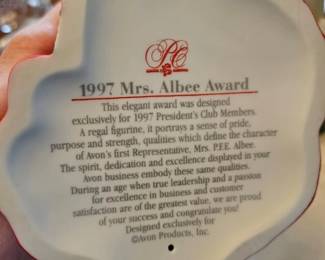 PC
1997 Mrs. Albee Award
This elegant award was designed
exclusively for 1997 President's Club Members.
A regal figurine, it portrays a sense of pride,
purpose and strength, qualities which define the character
of Avon's first Representative, Mrs. P.F.E. Albee.
The spirit, dedication and excellence displayed in your
Avon business embody these same qualities.
During an age when true leadership and a passion
for excellence in business and customer
satisfaction are of the greatest value, we are proud
of your success and congratulate you!
Designed exclusively for
©Avon Products, Inc.